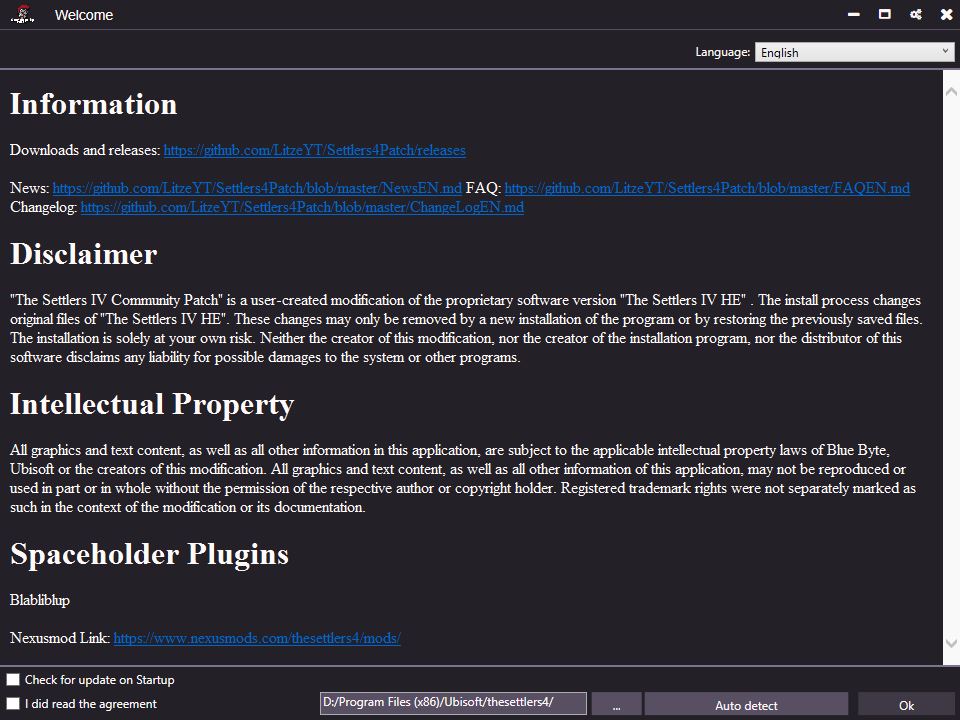 Welcome
Language: English
Information
Downloads and releases: https://github.com/LitzeYT/Settlers4Patch/releases
News: https://github.com/LitzeYT/Settlers4Patch/blob/master/NewsEN.md FAQ: https://github.com/LitzeYT/Settlers4Patch/blob/master/FAQEN.md
Changelog: https://github.com/LitzeYT/Settlers4Patch/blob/master/ChangeLogEN.md
Disclaimer
"The Settlers IV Community Patch" is a user-created modification of the proprietary software version "The Settlers IV HE" . The install process changes
original files of "The Settlers IV HE". These changes may only be removed by a new installation of the program or by restoring the previously saved files.
The installation is solely at your own risk. Neither the creator of this modification, nor the creator of the installation program, nor the distributor of this
software disclaims any liability for possible damages to the system or other programs.
Intellectual Property
All graphics and text content, as well as all other information in this application, are subject to the applicable intellectual property laws of Blue Byte,
Ubisoft or the creators of this modification. All graphics and text content, as well as all other information of this application, may not be reproduced or
used in part or in whole without the permission of the respective author or copyright holder. Registered trademark rights were not separately marked as
such in the context of the modification or its documentation.
Spaceholder Plugins
Blabliblup
Nexusmod Link: https://www.nexusmods.com/thesettlers4/mods/
Check for update on Startup
I did read the agreement
D:/Program Files (x86)/Ubisoft/thesettlers4/ ... Auto detect Ok